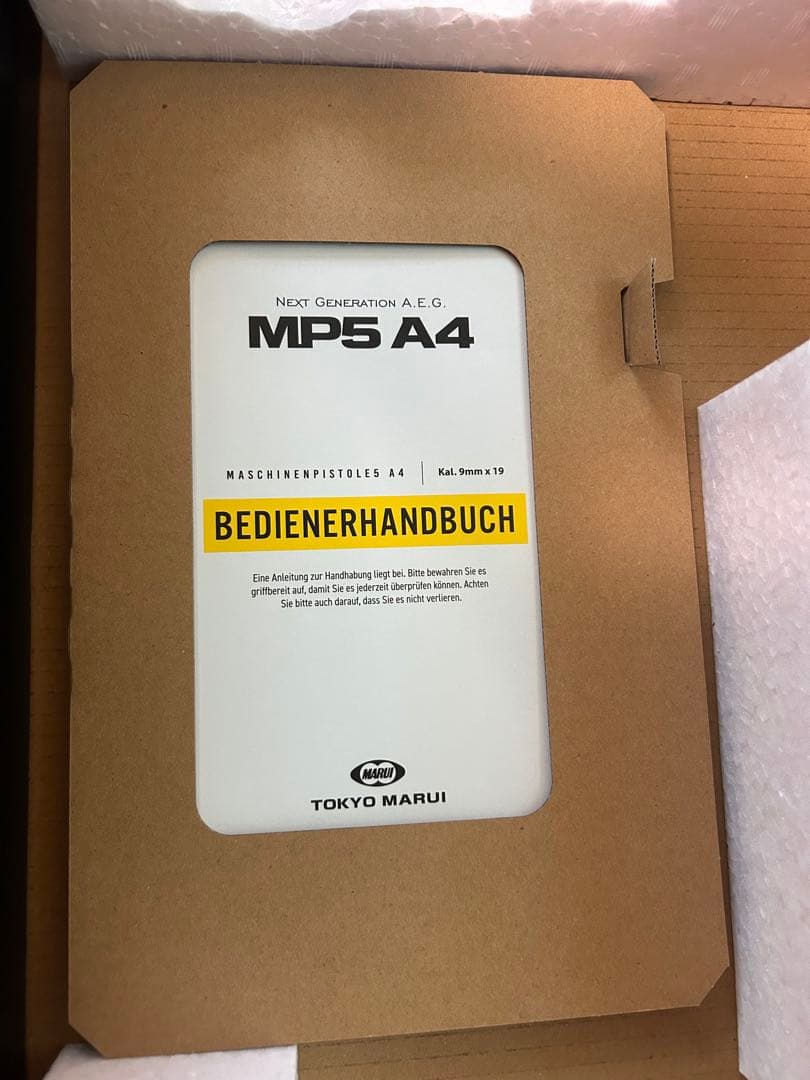 NEXT GENERATION A.E.G.
MP5 A4
MASCHINENPISTOLE5 A4 | Kal. 9mm x 19
BEDIENERHANDBUCH
Eine Anleitung zur Handhabung liegt bei. Bitte bewahren Sie es
griffbereit auf, damit Sie es jederzeit überprüfen können. Achten
Sie bitte auch darauf, dass Sie es nicht verlieren.
MARUI
TOKYO MARUI